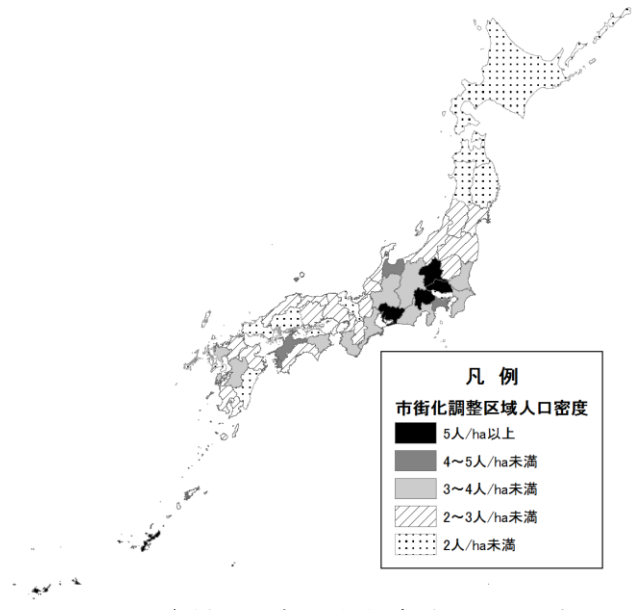 凡 例
市街化調整区域人口密度
5人/ha以上
4～5人/ha未満
3～4人/ha未満
2～3人/ha未満
2人/ha未満